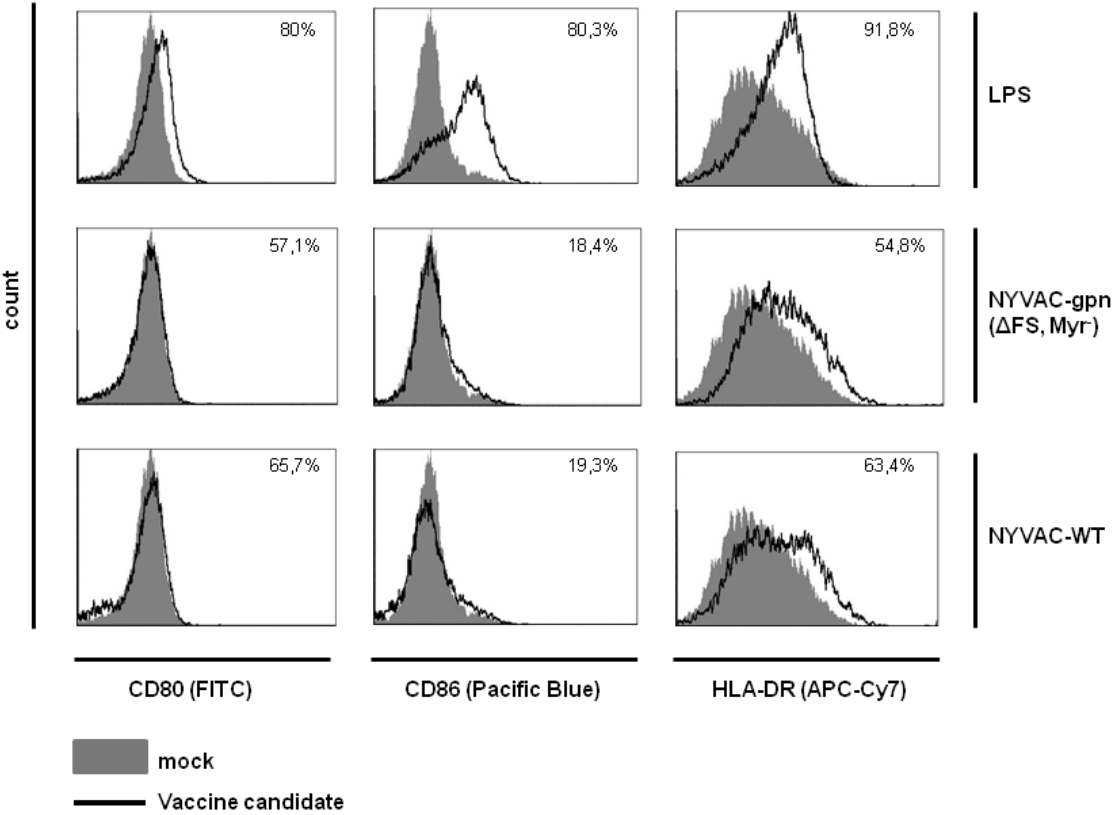 80%
80,3%
91,8%
LPS
57,1%
18,4%
54,8%
NYVAC-gpn
(ΔFS, Myr-)
count
65,7%
19,3%
63,4%
NYVAC-WT
CD80 (FITC)
CD86 (Pacific Blue)
HLA-DR (APC-Cy7)
mock
Vaccine candidate